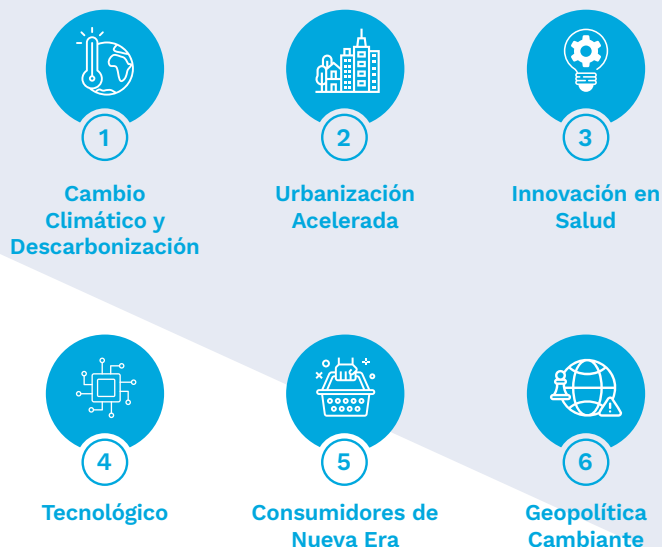 1
Cambio
Climático y
Descarbonización
2
Urbanización
Acelerada
3
Innovación en
Salud
4
Tecnológico
5
Consumidores de
Nueva Era
6
Geopolítica
Cambiante